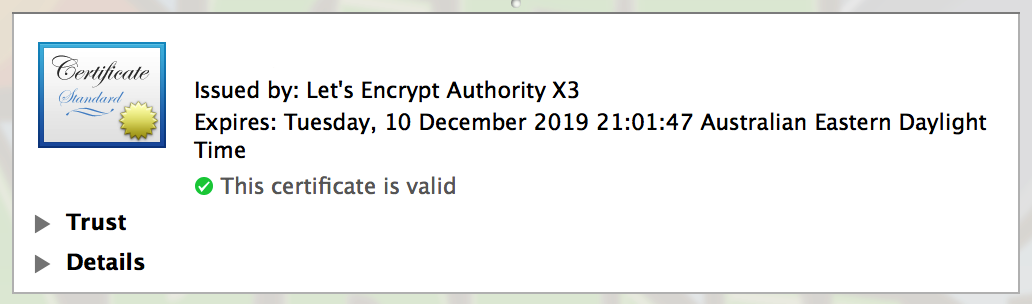 Certificate
Standard
Issued by: Let's Encrypt Authority X3
Expires: Tuesday, 10 December 2019 21:01:47 Australian Eastern Daylight
Time
This certificate is valid
Trust
Details